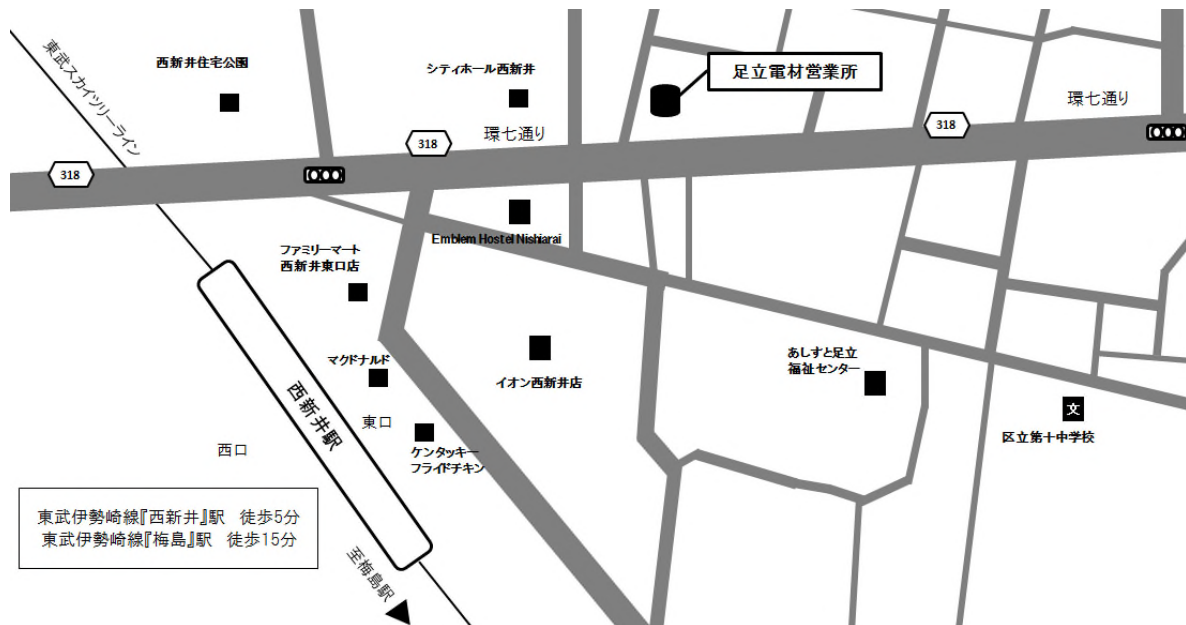 東武スカイツリーライン
西新井住宅公園
シティホール西新井
足立電材営業所
環七通り
環七通り
318
318
318
Emblem Hostel Nishiarai
ファミリーマート
西新井東口店
マクドナルド
イオン西新井店
あしすと足立
福祉センター
文
区立第十中学校
西新井駅
東口
西口
ケンタッキー
フライドチキン
東武伊勢崎線『西新井』駅 徒歩5分
東武伊勢崎線『梅島』駅 徒歩15分
至梅島駅